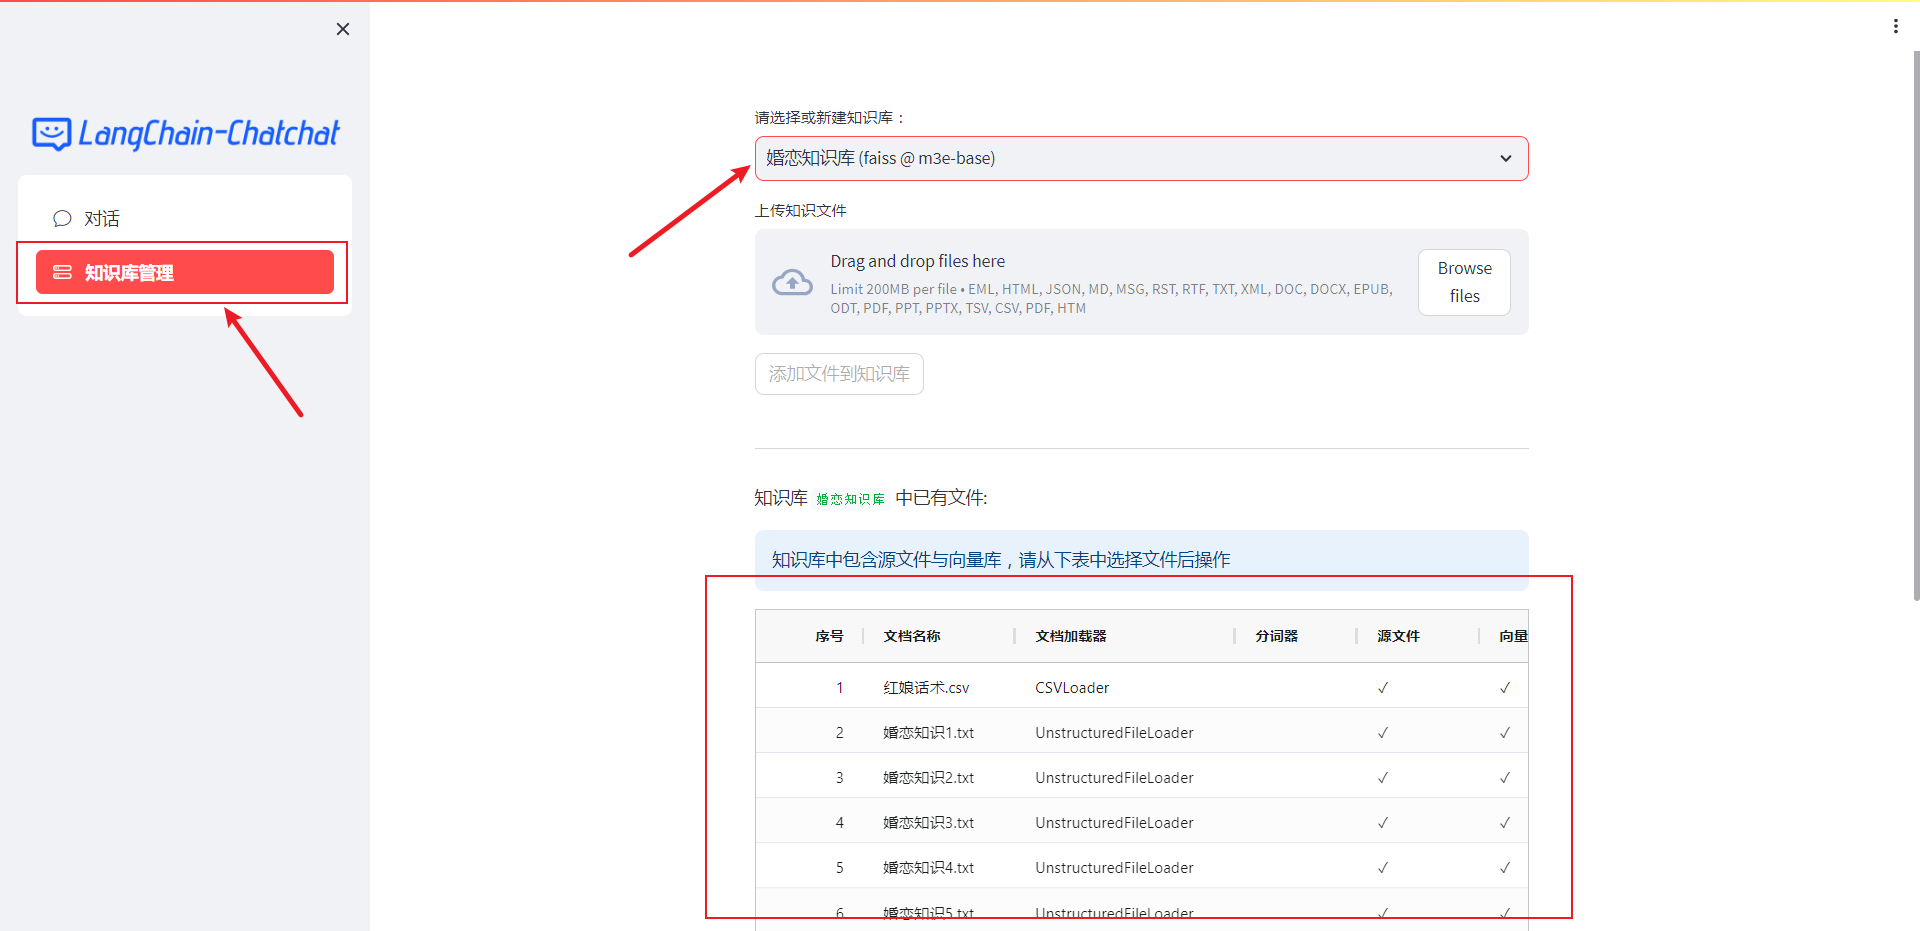 LangChain-Chatchat
对话
知识库管理
请选择或新建知识库：
婚恋知识库 (faiss @ m3e-base)
上传知识文件
Drag and drop files here
Limit 200MB per file • EML, HTML, JSON, MD, MSG, RST, RTF, TXT, XML, DOC, DOCX, EPUB,
ODT, PDF, PPT, PPTX, TSV, CSV, PDF, HTM
Browse
files
添加文件到知识库
知识库 婚恋知识库 中已有文件:
知识库中包含源文件与向量库，请从下表中选择文件后操作
序号 文档名称 文档加载器 分词器 源文件 向量
1 红娘话术.csv CSVLoader ✓ ✓
2 婚恋知识1.txt UnstructuredFileLoader ✓ ✓
3 婚恋知识2.txt UnstructuredFileLoader ✓ ✓
4 婚恋知识3.txt UnstructuredFileLoader ✓ ✓
5 婚恋知识4.txt UnstructuredFileLoader ✓ ✓
6 婚恋知识5.txt UnstructuredFileLoader ✓ ✓